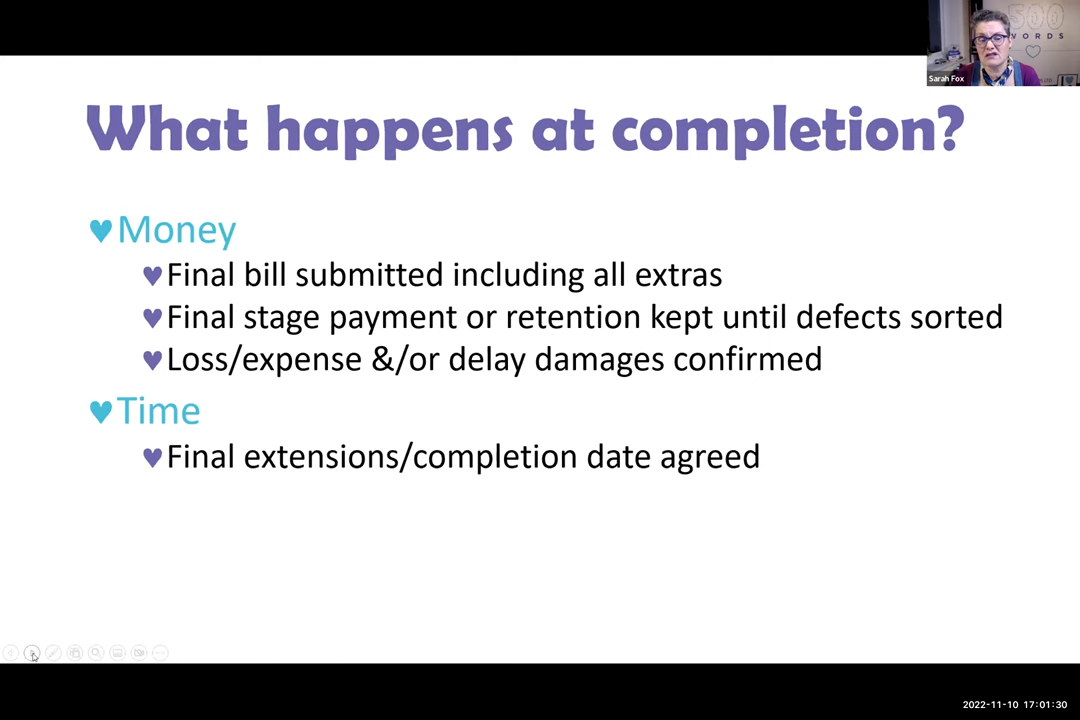 500
WORDS
Sarah Fox
What happens at completion?
♥Money
♥Final bill submitted including all extras
♥Final stage payment or retention kept until defects sorted
♥Loss/expense &/or delay damages confirmed
♥Time
♥Final extensions/completion date agreed
2022-11-10 17:01:30